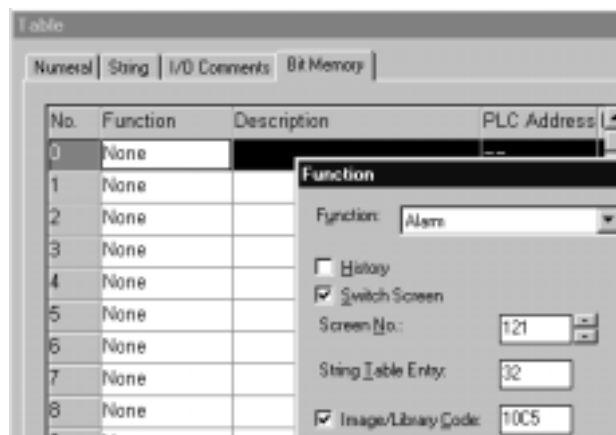 Table
Numeral String I/O Comments Bit Memory
No. Function Description PLC Address
0 None --
1 None
2 None
3 None
4 None
5 None
6 None
7 None
8 None
Function
Function: Alarm
History
Switch Screen
Screen No.: 121
String Table Entry: 32
Image/Library Code: 10C5